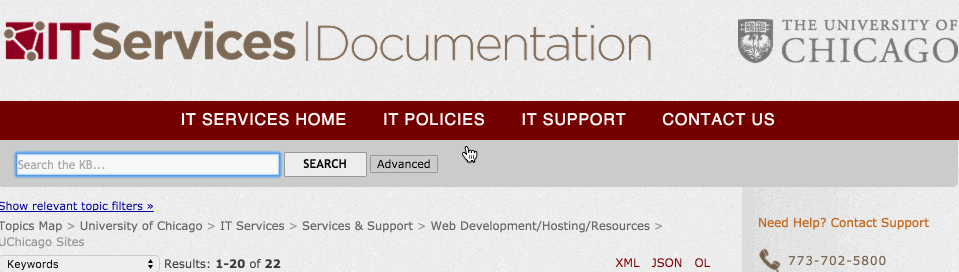 ITServices | Documentation
THE UNIVERSITY OF
CHICAGO
IT SERVICES HOME IT POLICIES IT SUPPORT CONTACT US
Search the KB... SEARCH Advanced
Show relevant topic filters »
Topics Map > University of Chicago > IT Services > Services & Support > Web Development/Hosting/Resources >
UChicago Sites
Keywords Results: 1-20 of 22 XML JSON OL
Need Help? Contact Support
773-702-5800